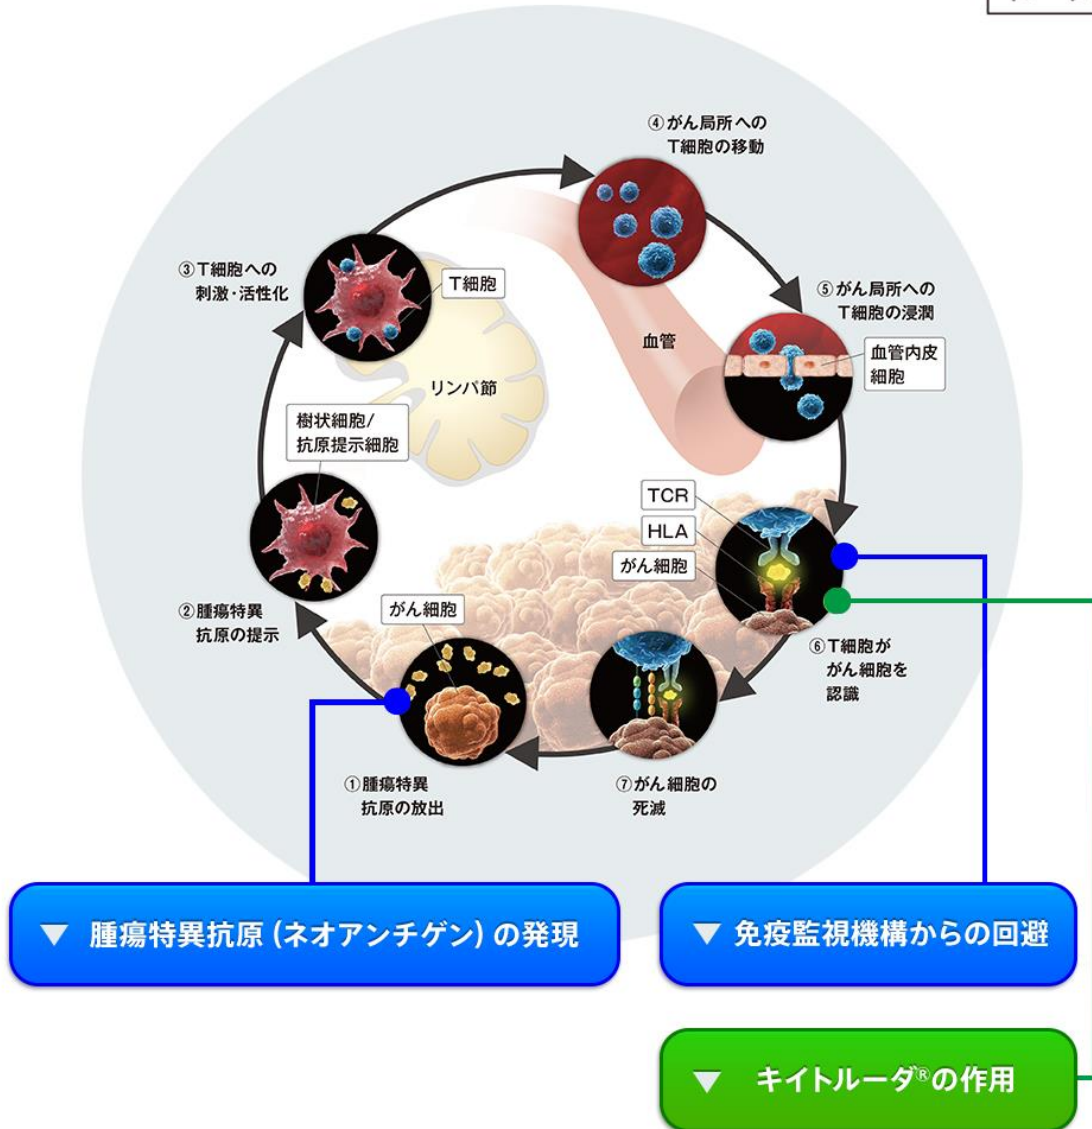 ④がん局所への
T細胞の移動
③T細胞への
刺激・活性化
T細胞
⑤がん局所への
T細胞の浸潤
血管
血管内皮
細胞
リンパ節
樹状細胞/
抗原提示細胞
TCR
HLA
がん細胞
②腫瘍特異
抗原の提示
がん細胞
⑥T細胞が
がん細胞を
認識
①腫瘍特異
抗原の放出
⑦がん細胞の
死滅
▼ 腫瘍特異抗原 (ネオアンチゲン) の発現
▼ 免疫監視機構からの回避
▼ キイトルーダ®の作用